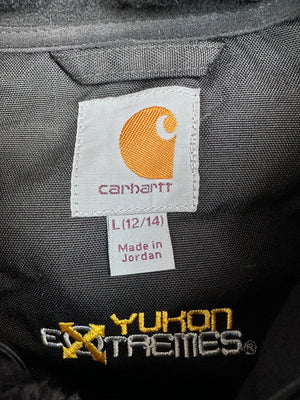 carhartt
L (12/14)
Made in
Jordan
YUKON
EXTREMES®